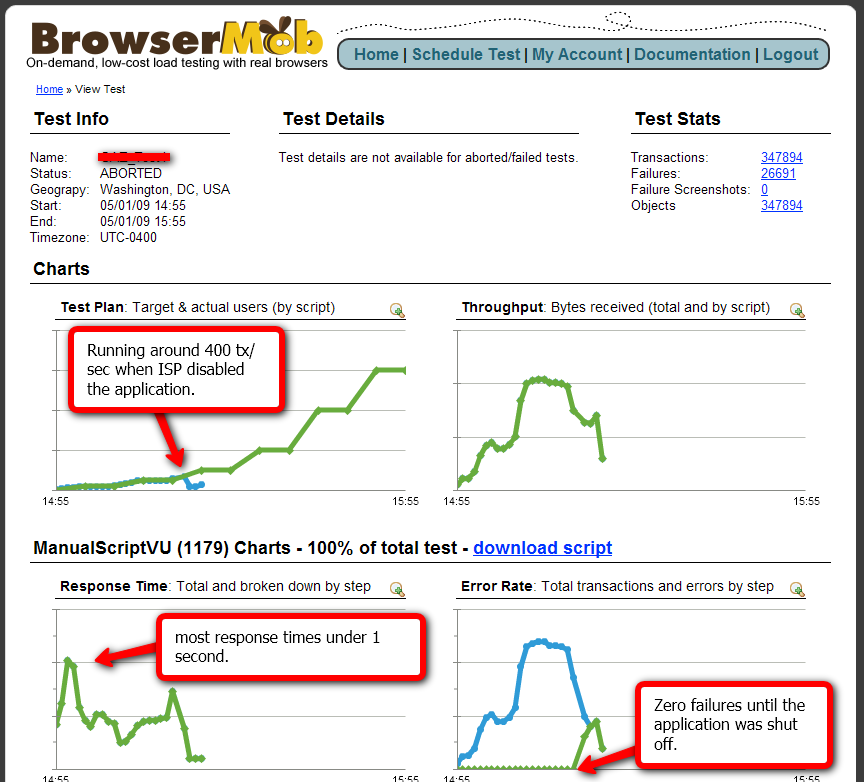 BrowserMob
On-demand, low-cost load testing with real browsers
Home | Schedule Test | My Account | Documentation | Logout
Home » View Test
Test Info
Name:
Status: ABORTED
Geograpy: Washington, DC, USA
Start: 05/01/09 14:55
End: 05/01/09 15:55
Timezone: UTC-0400
Test Details
Test details are not available for aborted/failed tests.
Test Stats
Transactions: 347894
Failures: 26691
Failure Screenshots: 0
Objects 347894
Charts
Test Plan: Target & actual users (by script)
Running around 400 tx/
sec when ISP disabled
the application.
14:55 15:55
Throughput: Bytes received (total and by script)
14:55 15:55
ManualScriptVU (1179) Charts - 100% of total test - download script
Response Time: Total and broken down by step
most response times under 1
second.
14:55 15:55
Error Rate: Total transactions and errors by step
Zero failures until the
application was shut
off.
14:55 15:55